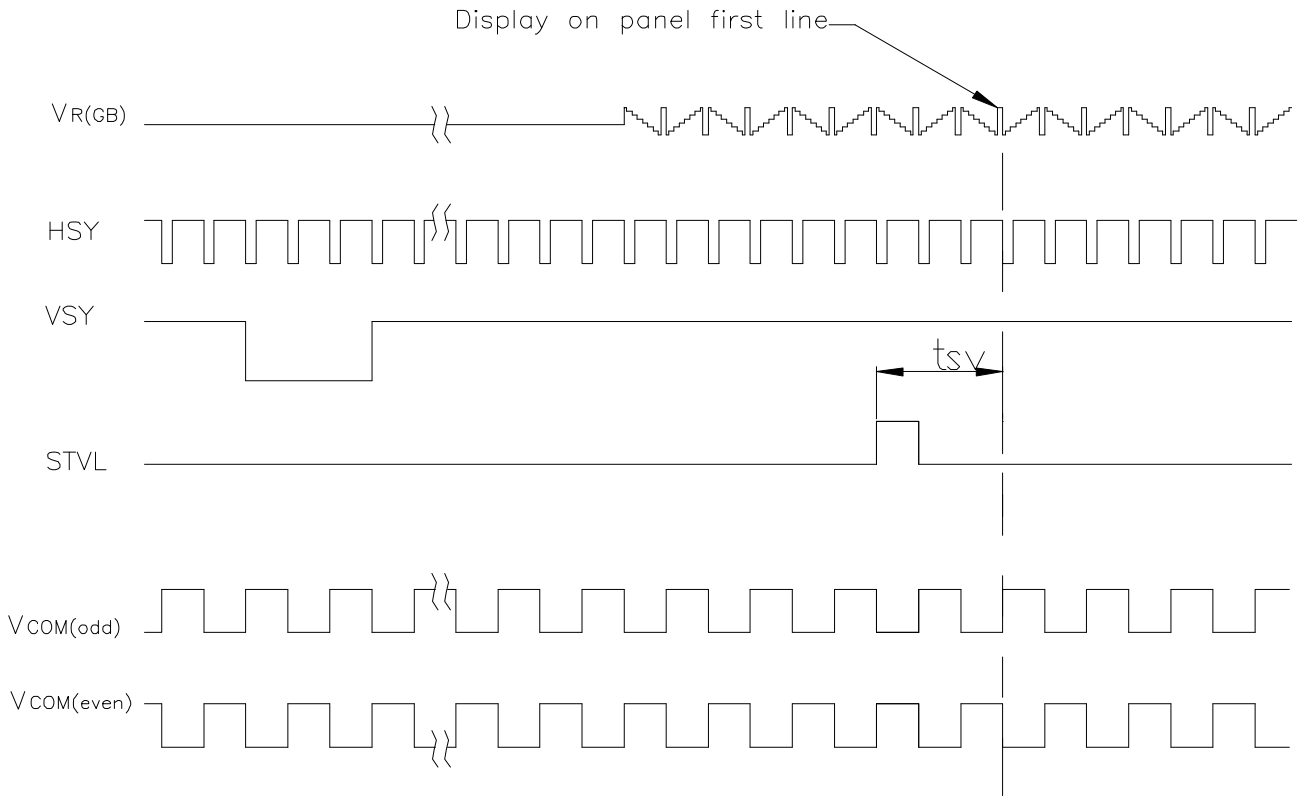 Display on panel first line
VR(GB)
HSY
VSY
tsv
STVL
VCOM(odd)
VCOM(even)